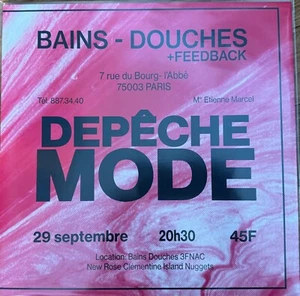 BAINS - DOUCHES
+FEEDBACK
7 rue du Bourg-l'Abbé
75003 PARIS
Tél. 887.34.40
Mº Etienne Marcel
DEPÊCHE
MODE
29 septembre 20h30 45F
Location: Bains Douches 3FNAC
New Rose Clementine Island Nuggets